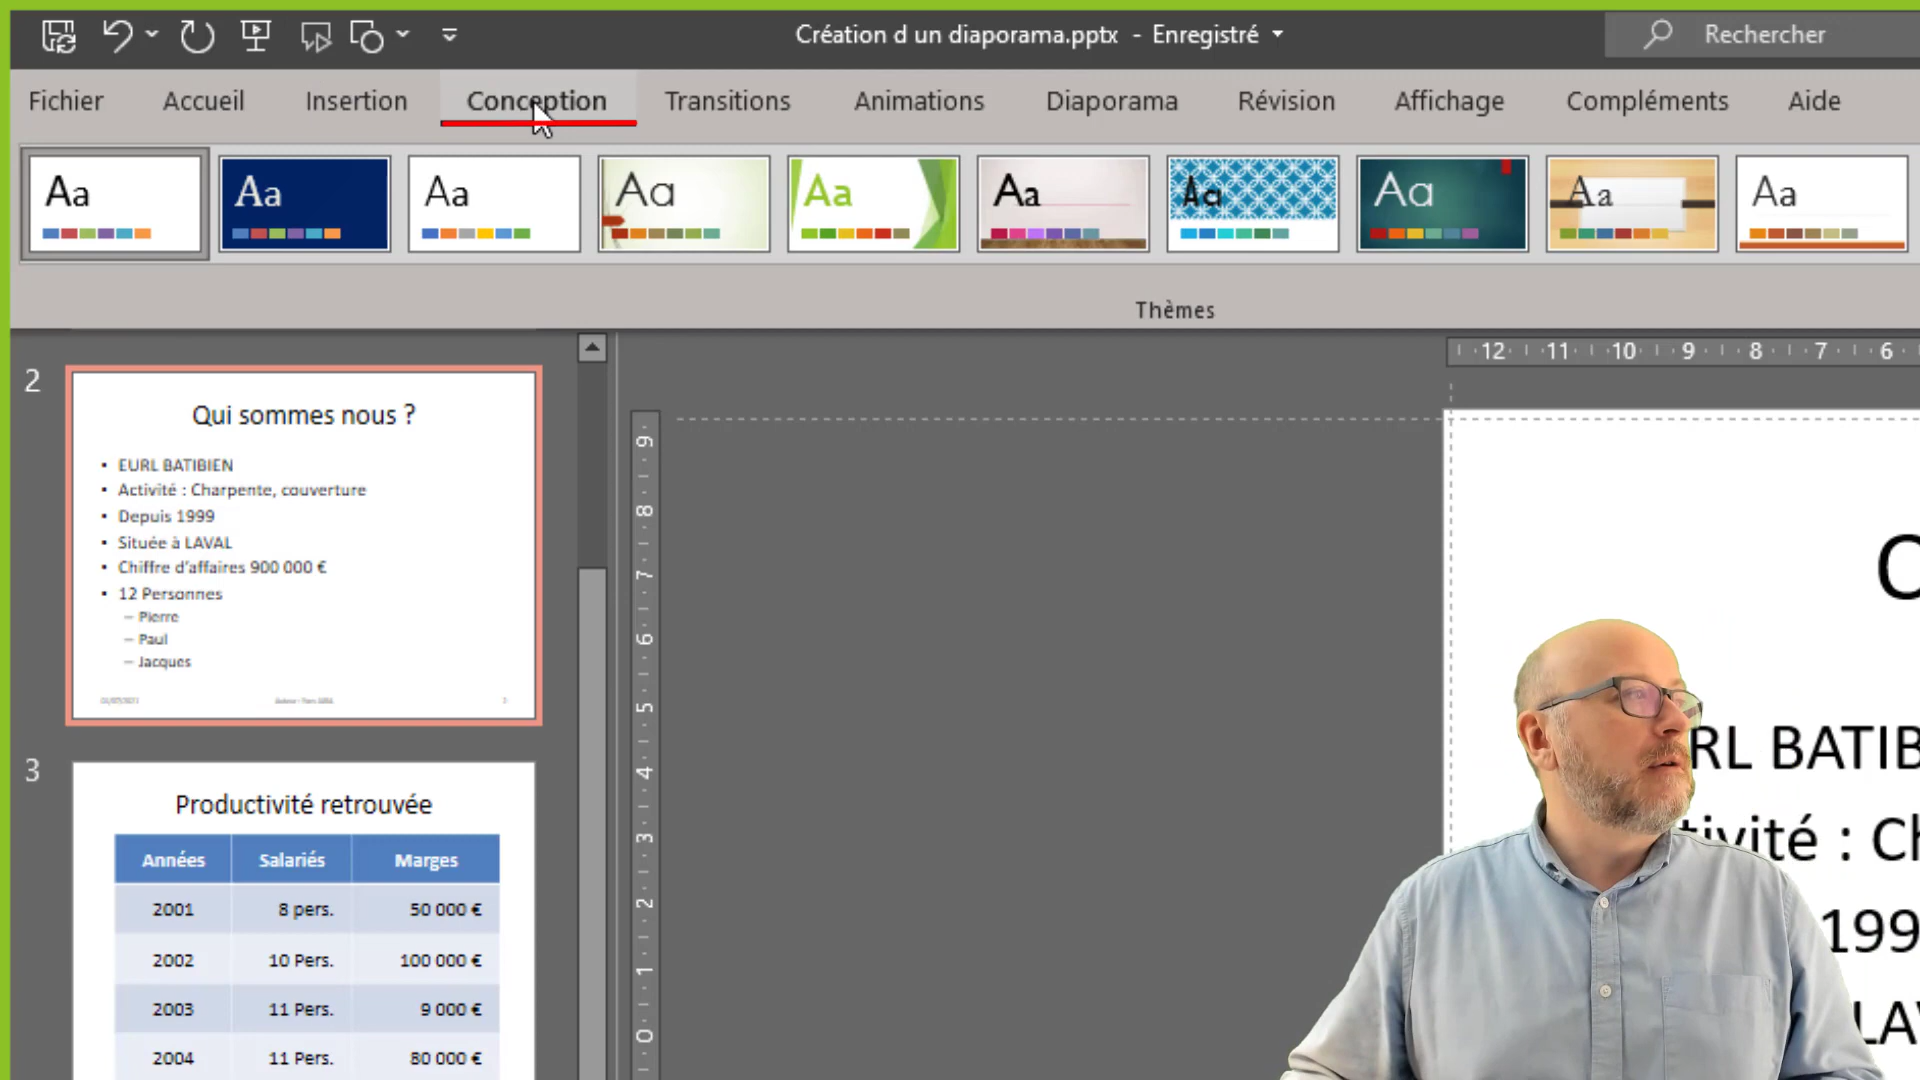 Création d un diaporama.pptx - Enregistré
Rechercher
Fichier Accueil Insertion Conception Transitions Animations Diaporama Révision Affichage Compléments Aide
Aa Aa Aa Aa Aa Aa Aa Aa Aa Aa
Thèmes
12 11 10 9 8 7 6
2
Qui sommes nous ?
• EURL BATIBIEN
• Activité : Charpente, couverture
• Depuis 1999
• Située à LAVAL
• Chiffre d'affaires 900 000 €
• 12 Personnes
– Pierre
– Paul
– Jacques
3
Productivité retrouvée
Années Salariés Marges
2001 8 pers. 50 000 €
2002 10 Pers. 100 000 €
2003 11 Pers. 9 000 €
2004 11 Pers. 80 000 €
9
8
7
6
5
4
3
2
1
0
RL BATIB
tivité : Ch
199
LAV